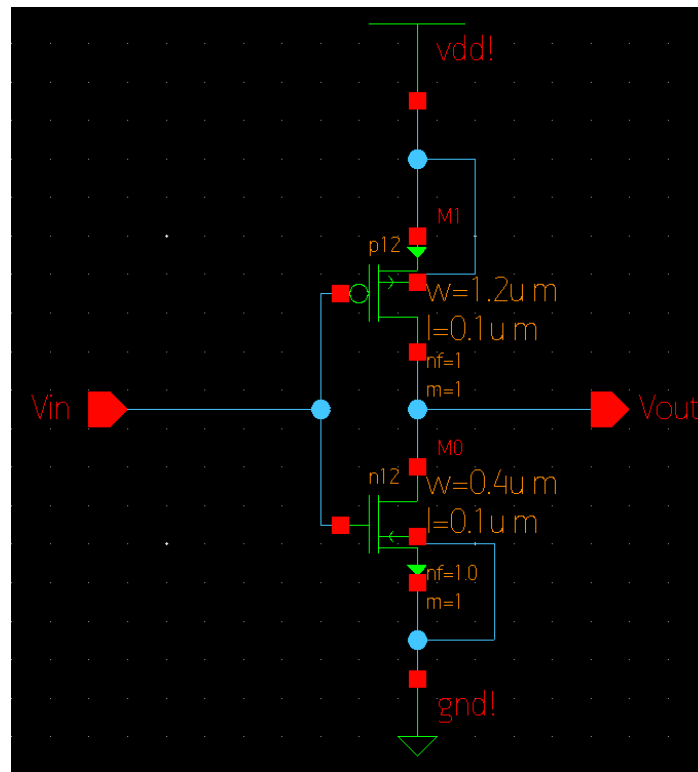 vdd!
M1
p12
w=1.2u m
l=0.1u m
nf=1
m=1
Vin
Vout
M0
n12
w=0.4u m
l=0.1u m
nf=1.0
m=1
gnd!